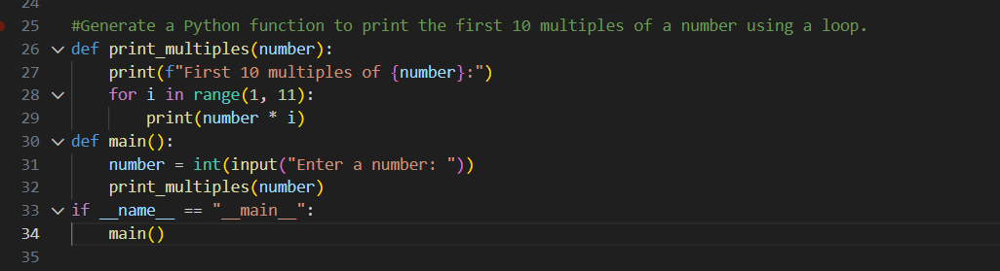 24
25 #Generate a Python function to print the first 10 multiples of a number using a loop.
26 def print_multiples(number):
27     print(f"First 10 multiples of {number}:")
28     for i in range(1, 11):
29         print(number * i)
30 def main():
31     number = int(input("Enter a number: "))
32     print_multiples(number)
33 if __name__ == "__main__":
34     main()
35